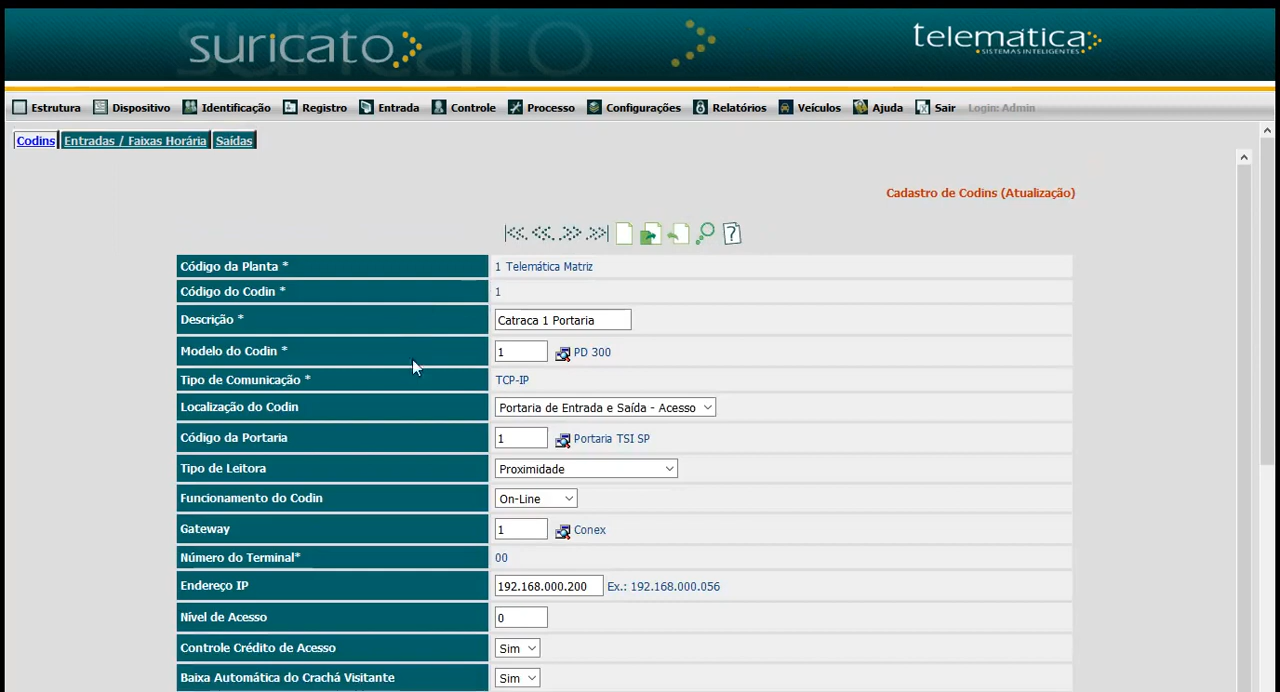 suricato
telemática
SISTEMAS INTELIGENTES
Estrutura Dispositivo Identificação Registro Entrada Controle Processo Configurações Relatórios Veículos Ajuda Sair Login: Admin
Codins Entradas / Faixas Horária Saídas
Cadastro de Codins (Atualização)
Código da Planta * 1 Telemática Matriz
Código do Codin * 1
Descrição * Catraca 1 Portaria
Modelo do Codin * 1 PD 300
Tipo de Comunicação * TCP-IP
Localização do Codin Portaria de Entrada e Saída - Acesso
Código da Portaria 1 Portaria TSI SP
Tipo de Leitora Proximidade
Funcionamento do Codin On-Line
Gateway 1 Conex
Número do Terminal* 00
Endereço IP 192.168.000.200 Ex.: 192.168.000.056
Nível de Acesso 0
Controle Crédito de Acesso Sim
Baixa Automática do Crachá Visitante Sim